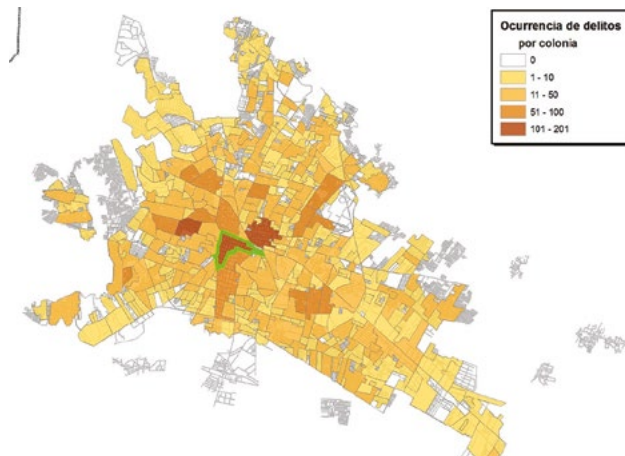 Ocurrencia de delitos
por colonia
0
1 - 10
11 - 50
51 - 100
101 - 201